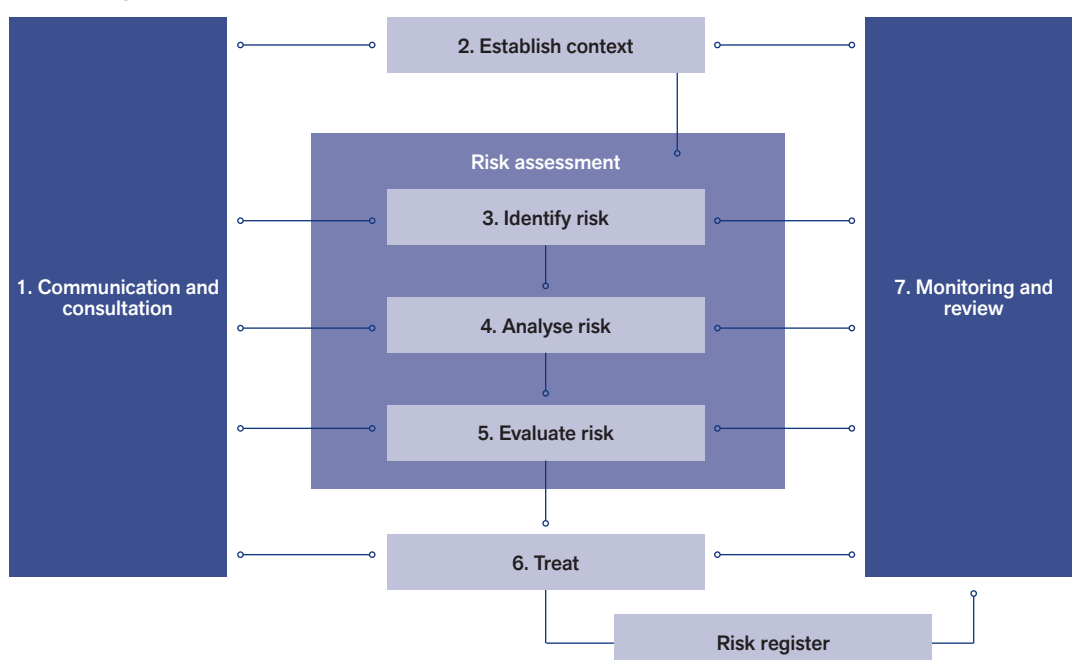 2. Establish context
Risk assessment
3. Identify risk
1. Communication and
consultation
7. Monitoring and
review
4. Analyse risk
5. Evaluate risk
6. Treat
Risk register